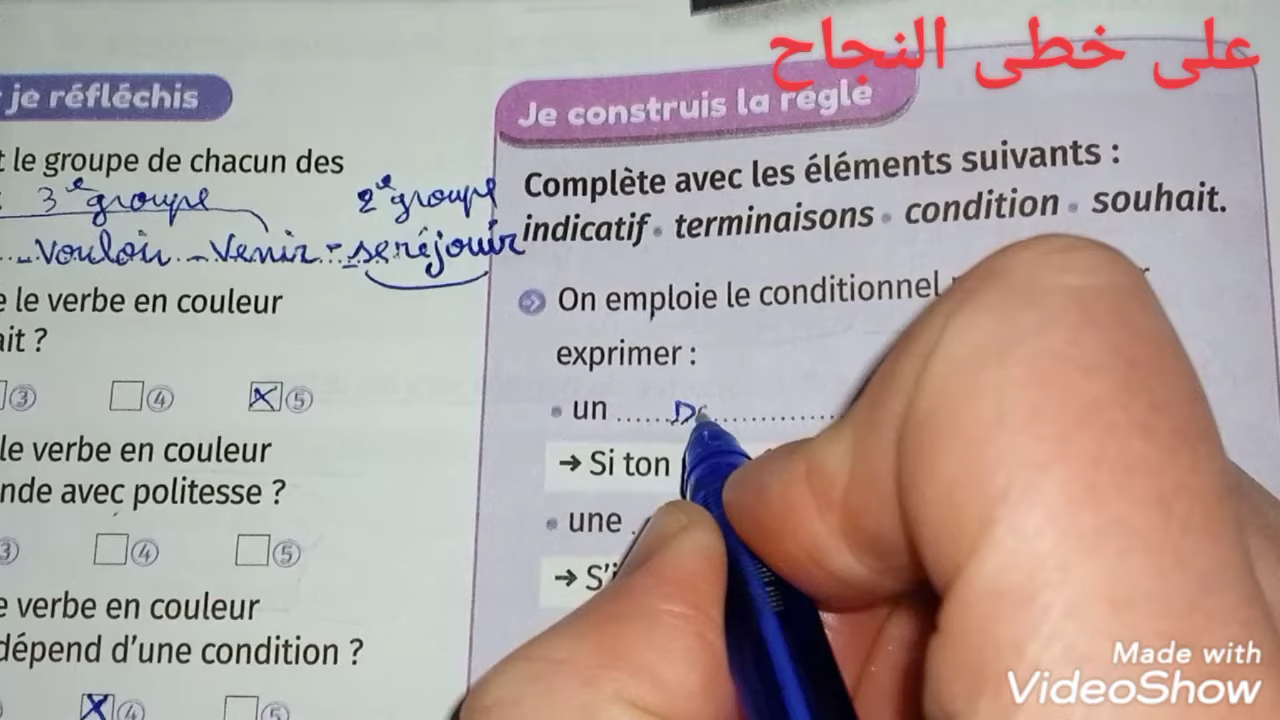 على خطى النجاح
je réfléchis
t le groupe de chacun des
3e groupe 2e groupe
vouloir - Venir - se réjouir
e le verbe en couleur
ait ?
③ ④ ⑤
le verbe en couleur
nde avec politesse ?
3 ④ ⑤
e verbe en couleur
dépend d'une condition ?
④ ⑤
Je construis la règle
Complète avec les éléments suivants :
indicatif • terminaisons • condition • souhait.
On emploie le conditionnel
exprimer :
• un
→ Si ton
• une
→ S'i
Made with
VideoShow